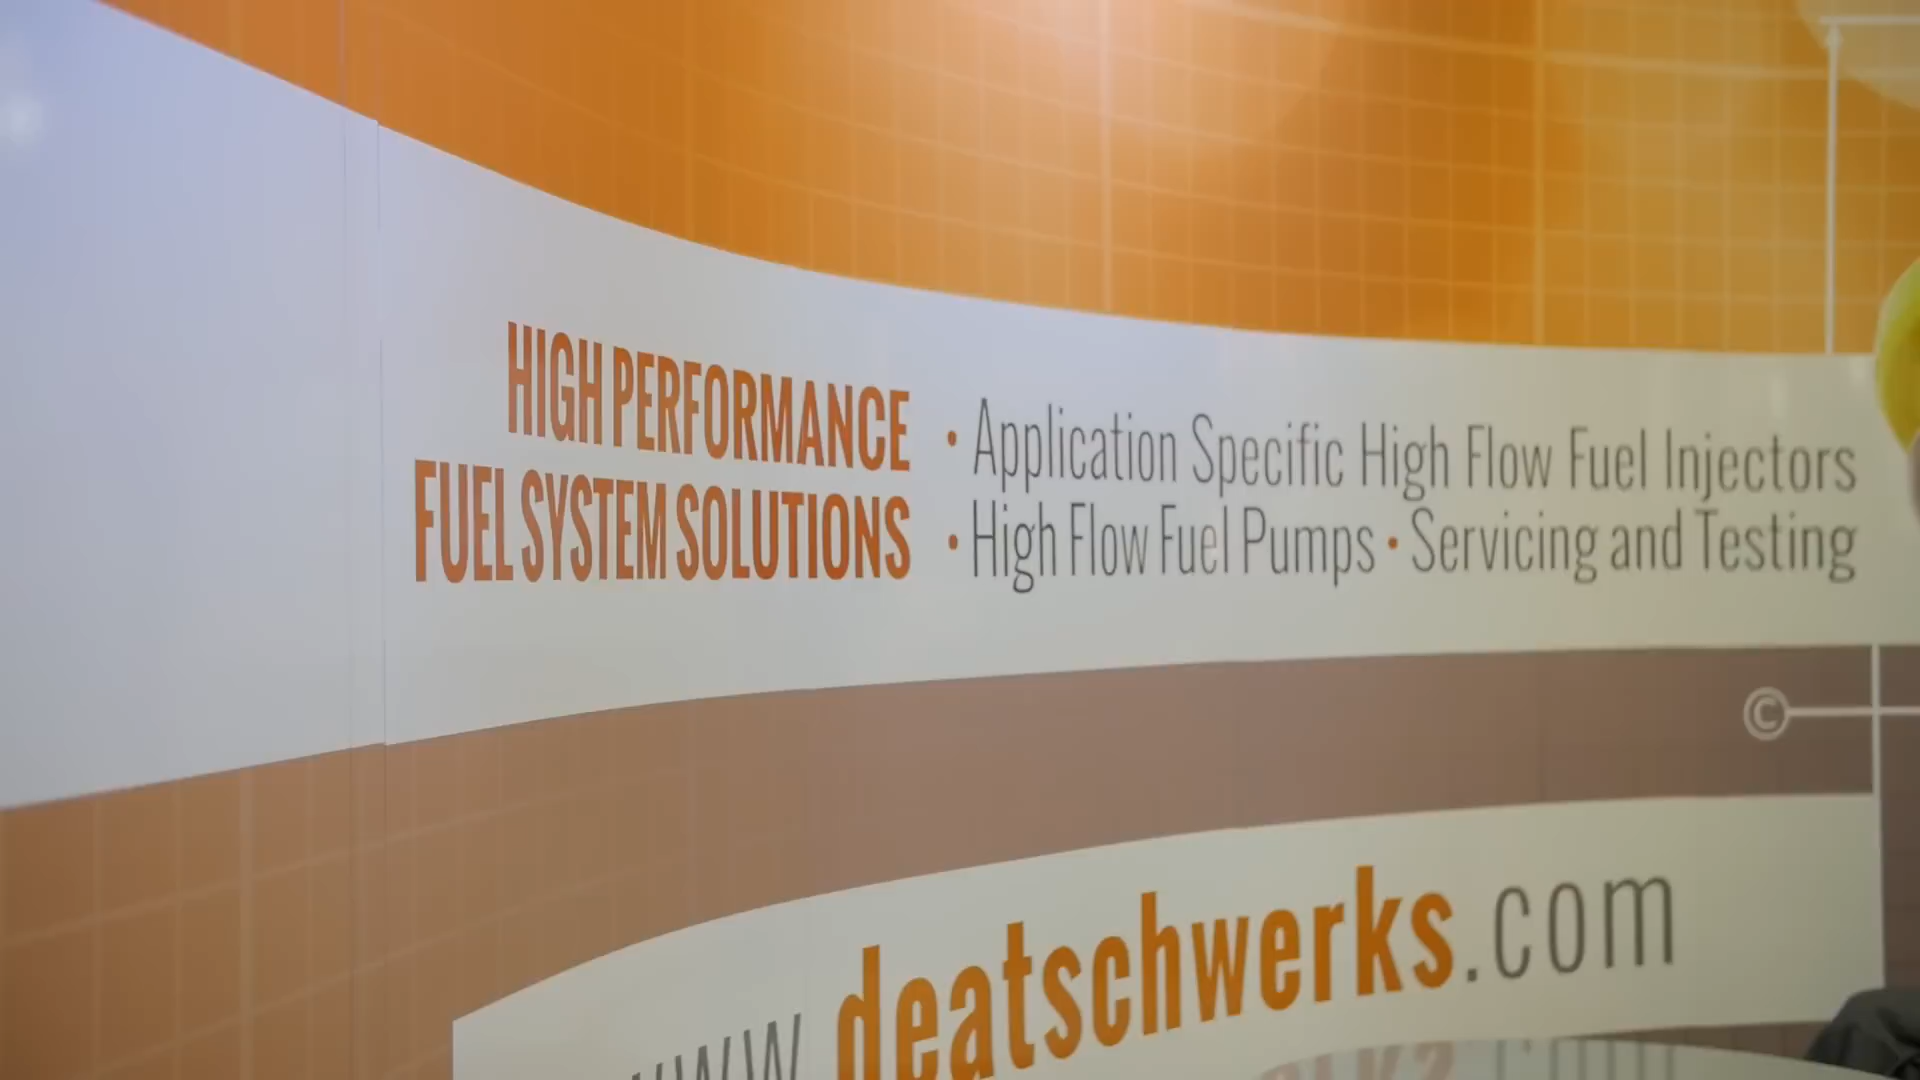 HIGH PERFORMANCE
FUEL SYSTEM SOLUTIONS
• Application Specific High Flow Fuel Injectors
• High Flow Fuel Pumps • Servicing and Testing
©
www.deatschwerks.com